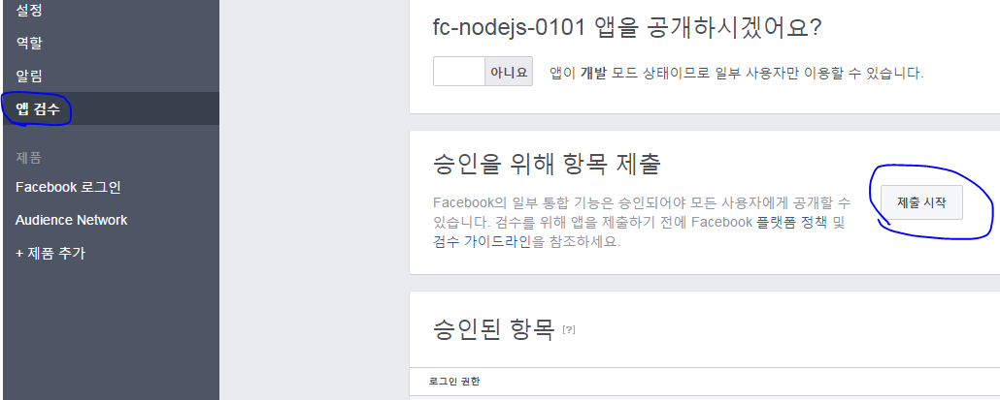 설정
역할
알림
앱 검수
제품
Facebook 로그인
Audience Network
+ 제품 추가
fc-nodejs-0101 앱을 공개하시겠어요?
아니요
앱이 개발 모드 상태이므로 일부 사용자만 이용할 수 있습니다.
승인을 위해 항목 제출
Facebook의 일부 통합 기능은 승인되어야 모든 사용자에게 공개할 수
있습니다. 검수를 위해 앱을 제출하기 전에 Facebook 플랫폼 정책 및
검수 가이드라인을 참조하세요.
제출 시작
승인된 항목 [?]
로그인 권한